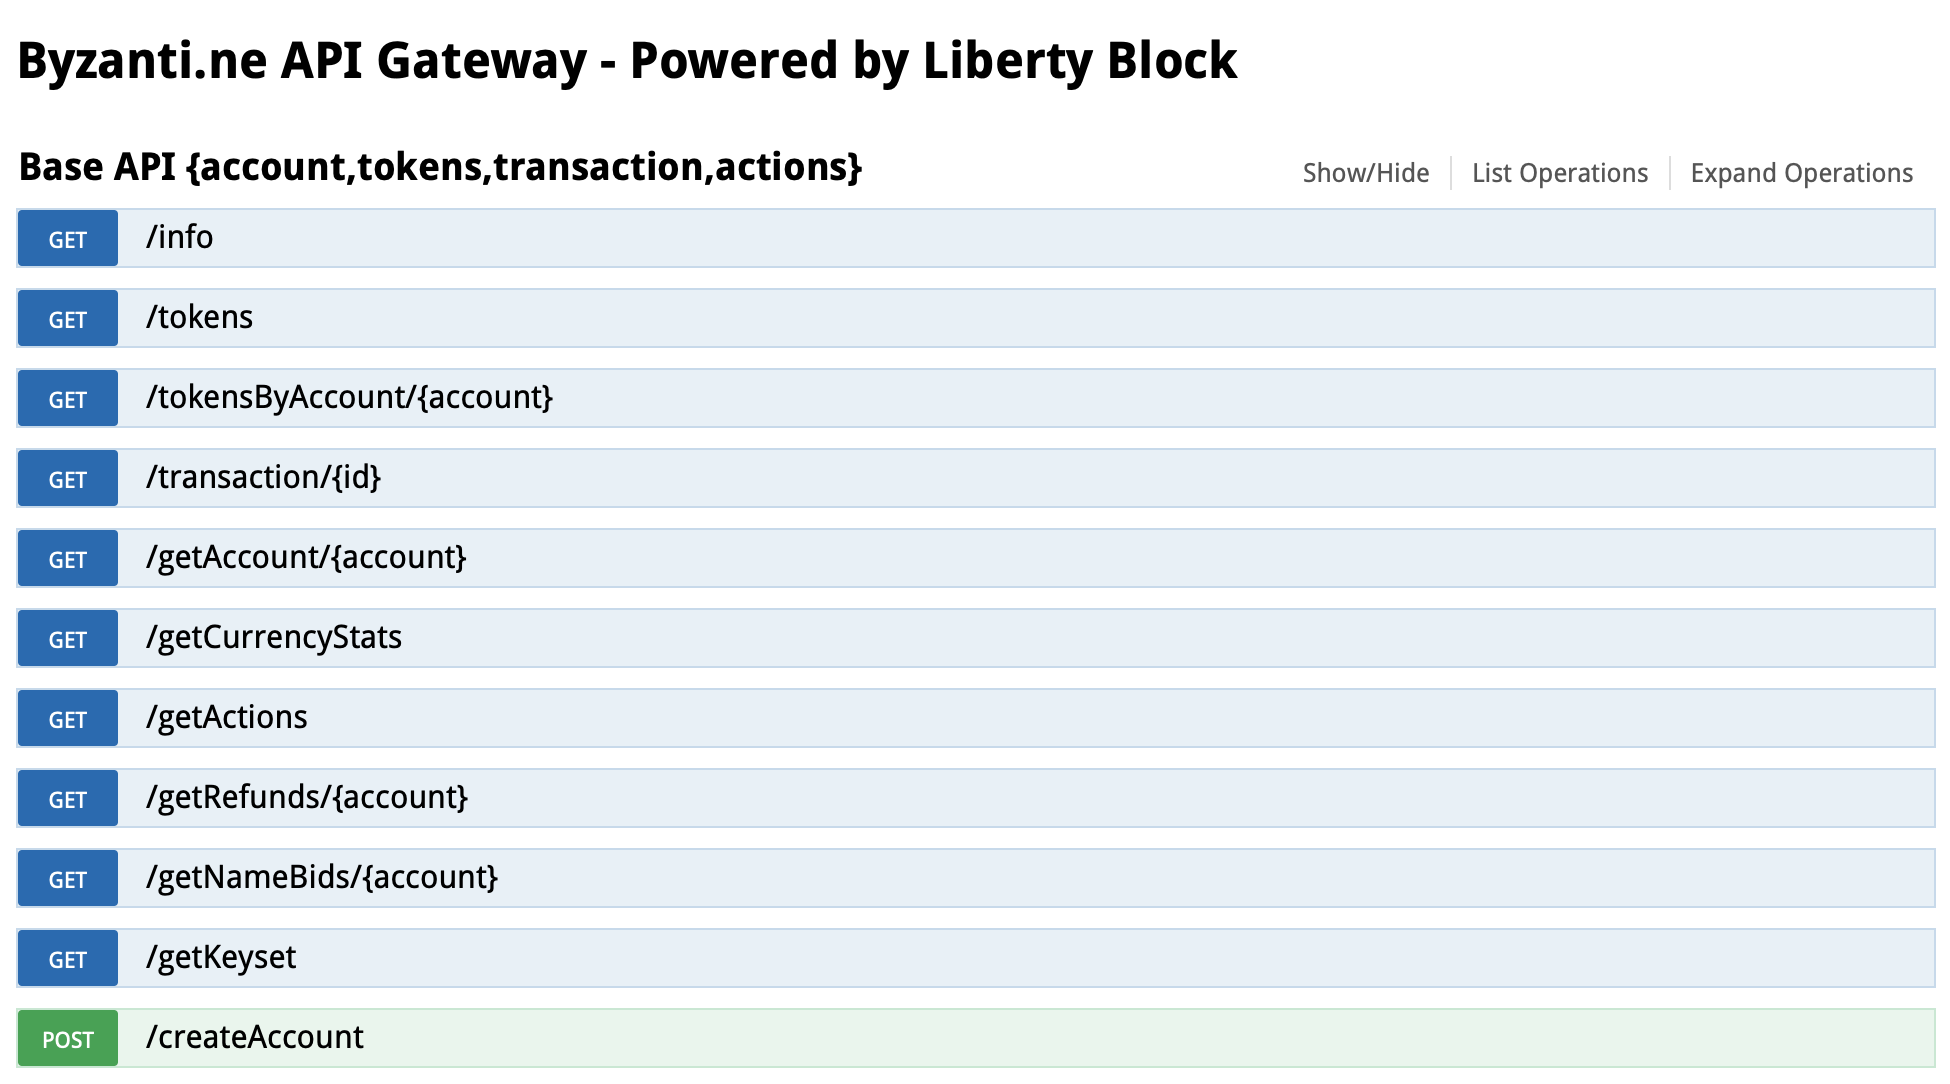 Byzanti.ne API Gateway - Powered by Liberty Block
Base API {account,tokens,transaction,actions}
Show/Hide
List Operations
Expand Operations
GET /info
GET /tokens
GET /tokensByAccount/{account}
GET /transaction/{id}
GET /getAccount/{account}
GET /getCurrencyStats
GET /getActions
GET /getRefunds/{account}
GET /getNameBids/{account}
GET /getKeyset
POST /createAccount